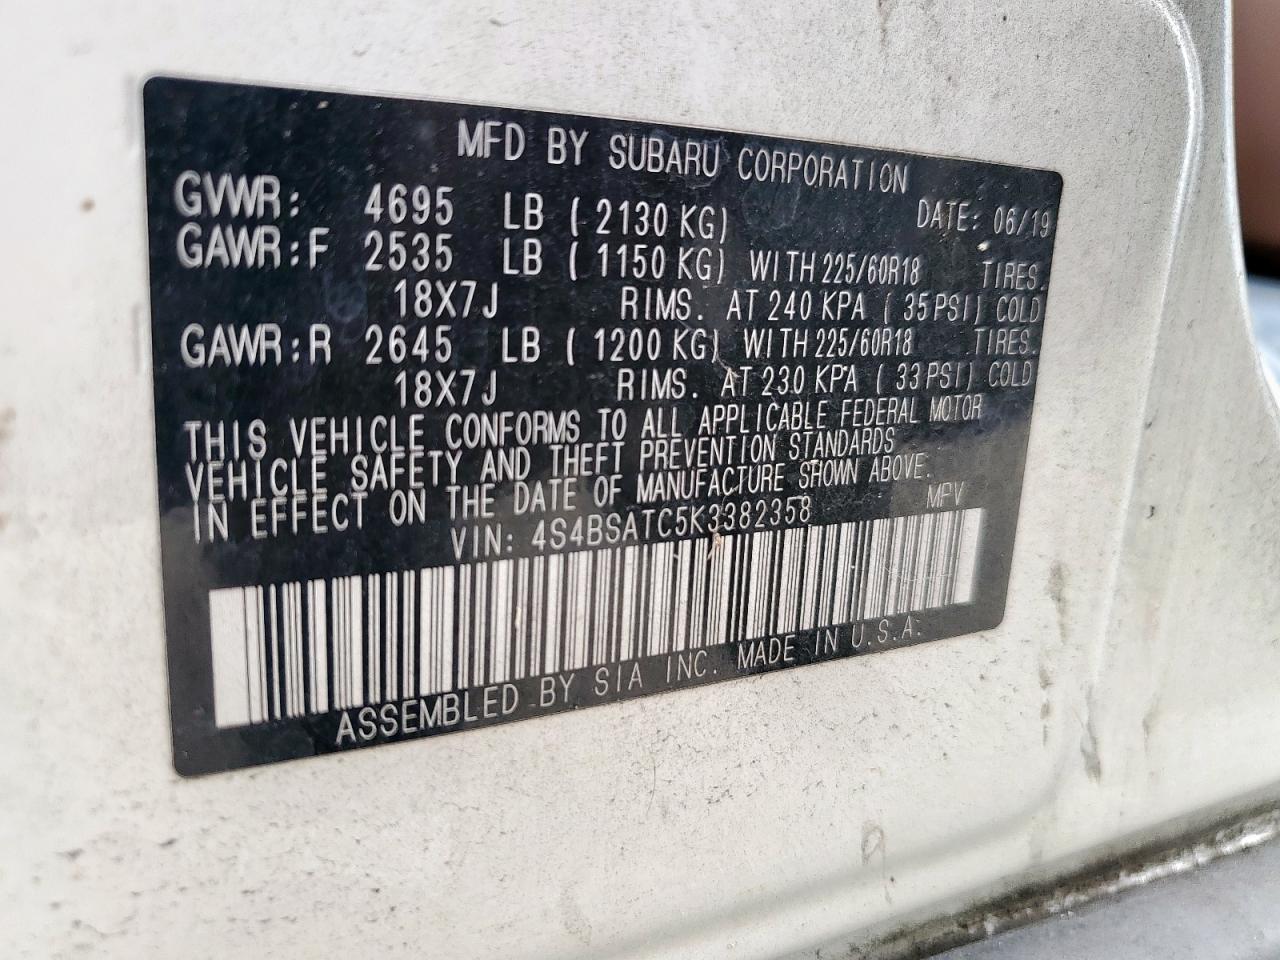 MFD BY SUBARU CORPORATION
GVWR: 4695 LB ( 2130 KG) DATE: 06/19
GAWR:F 2535 LB ( 1150 KG) WITH 225/60R18 TIRES.
18X7J RIMS. AT 240 KPA ( 35 PSI) COLD
GAWR:R 2645 LB ( 1200 KG) WITH 225/60R18 TIRES.
18X7J RIMS. AT 230 KPA ( 33 PSI) COLD
THIS VEHICLE CONFORMS TO ALL APPLICABLE FEDERAL MOTOR
VEHICLE SAFETY AND THEFT PREVENTION STANDARDS
IN EFFECT ON THE DATE OF MANUFACTURE SHOWN ABOVE.
VIN: 4S4BSATC5K3382358 MPV
ASSEMBLED BY SIA INC. MADE IN U.S.A.